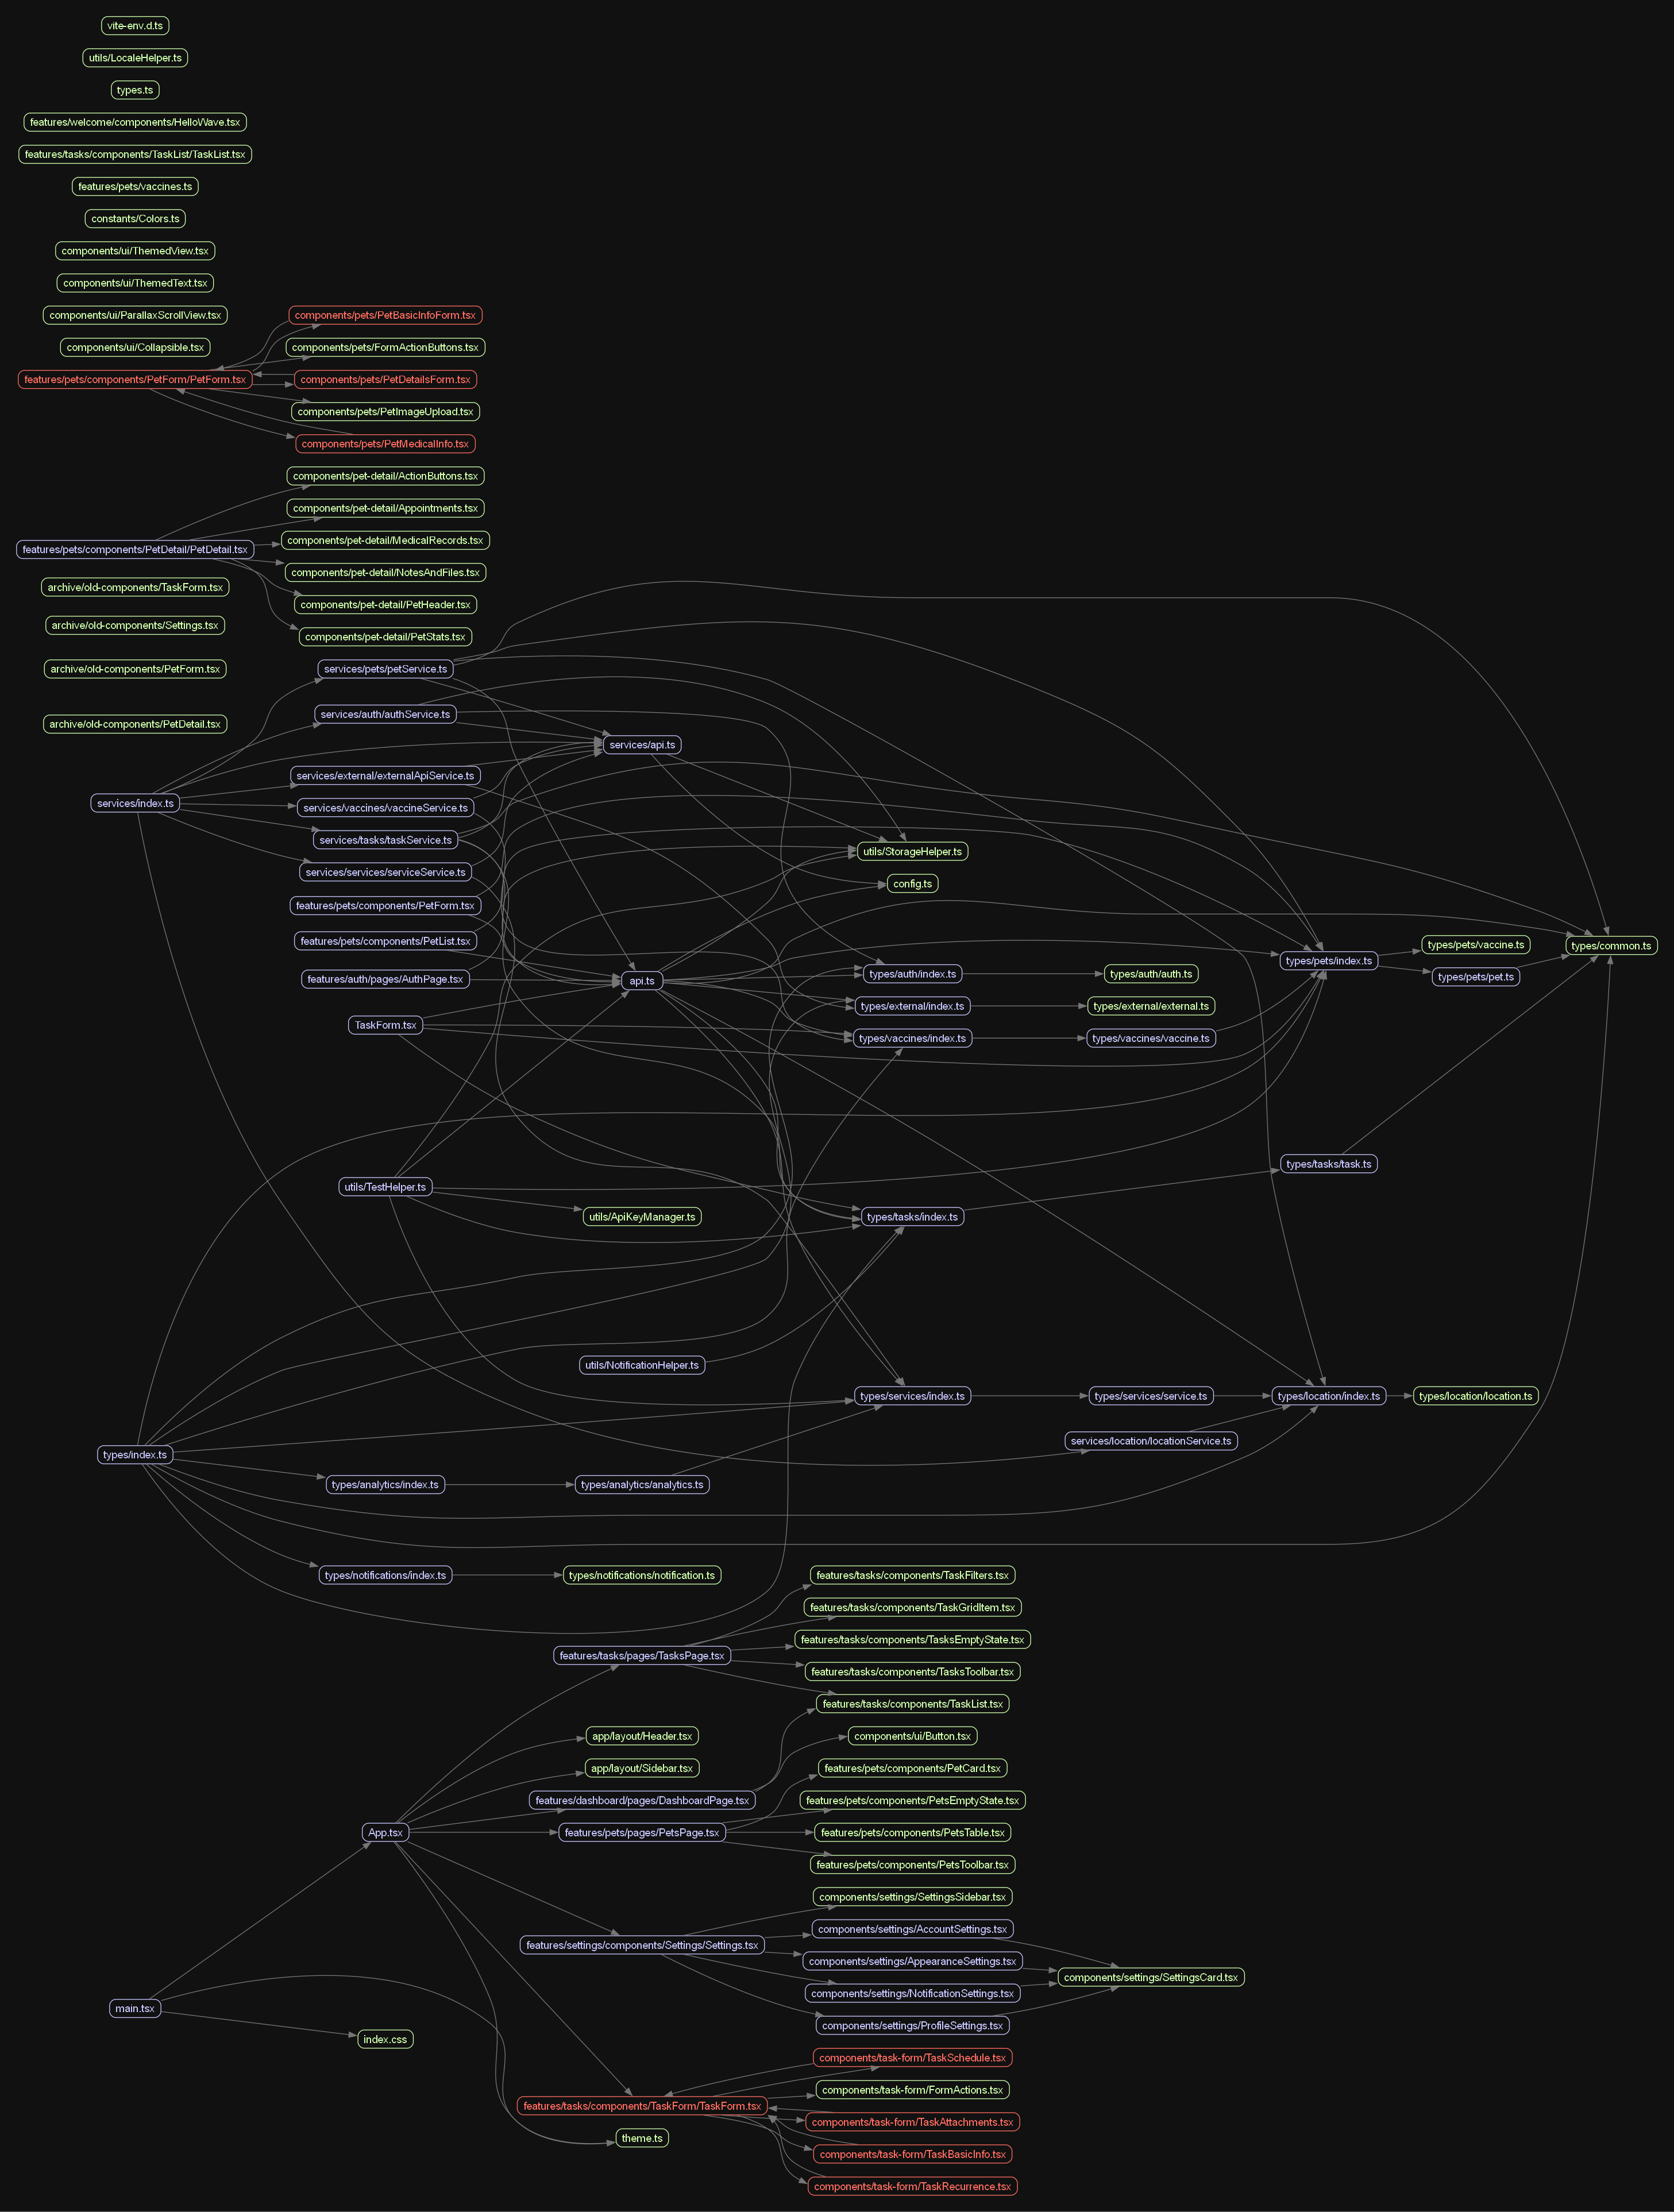 vite-env.d.ts
utils/LocaleHelper.ts
types.ts
features/welcome/components/HelloWave.tsx
features/tasks/components/TaskList/TaskList.tsx
features/pets/vaccines.ts
constants/Colors.ts
components/ui/ThemedView.tsx
components/ui/ThemedText.tsx
components/ui/ParallaxScrollView.tsx
components/pets/PetBasicInfoForm.tsx
components/ui/Collapsible.tsx
components/pets/FormActionButtons.tsx
features/pets/components/PetForm/PetForm.tsx
components/pets/PetDetailsForm.tsx
components/pets/PetImageUpload.tsx
components/pets/PetMedicalInfo.tsx
components/pet-detail/ActionButtons.tsx
components/pet-detail/Appointments.tsx
components/pet-detail/MedicalRecords.tsx
features/pets/components/PetDetail/PetDetail.tsx
components/pet-detail/NotesAndFiles.tsx
archive/old-components/TaskForm.tsx
components/pet-detail/PetHeader.tsx
archive/old-components/Settings.tsx
components/pet-detail/PetStats.tsx
archive/old-components/PetForm.tsx
services/pets/petService.ts
services/auth/authService.ts
archive/old-components/PetDetail.tsx
services/api.ts
services/external/externalApiService.ts
services/index.ts
services/vaccines/vaccineService.ts
services/tasks/taskService.ts
utils/StorageHelper.ts
services/services/serviceService.ts
config.ts
features/pets/components/PetForm.tsx
features/pets/components/PetList.tsx
types/pets/vaccine.ts
types/common.ts
types/pets/index.ts
features/auth/pages/AuthPage.tsx
api.ts
types/auth/index.ts
types/auth/auth.ts
types/pets/pet.ts
types/external/index.ts
types/external/external.ts
TaskForm.tsx
types/vaccines/index.ts
types/vaccines/vaccine.ts
types/tasks/task.ts
utils/TestHelper.ts
utils/ApiKeyManager.ts
types/tasks/index.ts
utils/NotificationHelper.ts
types/services/index.ts
types/services/service.ts
types/location/index.ts
types/location/location.ts
services/location/locationService.ts
types/index.ts
types/analytics/index.ts
types/analytics/analytics.ts
types/notifications/index.ts
types/notifications/notification.ts
features/tasks/components/TaskFilters.tsx
features/tasks/components/TaskGridItem.tsx
features/tasks/components/TasksEmptyState.tsx
features/tasks/pages/TasksPage.tsx
features/tasks/components/TasksToolbar.tsx
features/tasks/components/TaskList.tsx
app/layout/Header.tsx
components/ui/Button.tsx
app/layout/Sidebar.tsx
features/pets/components/PetCard.tsx
features/dashboard/pages/DashboardPage.tsx
features/pets/components/PetsEmptyState.tsx
App.tsx
features/pets/pages/PetsPage.tsx
features/pets/components/PetsTable.tsx
features/pets/components/PetsToolbar.tsx
components/settings/SettingsSidebar.tsx
components/settings/AccountSettings.tsx
features/settings/components/Settings/Settings.tsx
components/settings/AppearanceSettings.tsx
components/settings/SettingsCard.tsx
components/settings/NotificationSettings.tsx
main.tsx
components/settings/ProfileSettings.tsx
index.css
components/task-form/TaskSchedule.tsx
components/task-form/FormActions.tsx
features/tasks/components/TaskForm/TaskForm.tsx
components/task-form/TaskAttachments.tsx
theme.ts
components/task-form/TaskBasicInfo.tsx
components/task-form/TaskRecurrence.tsx